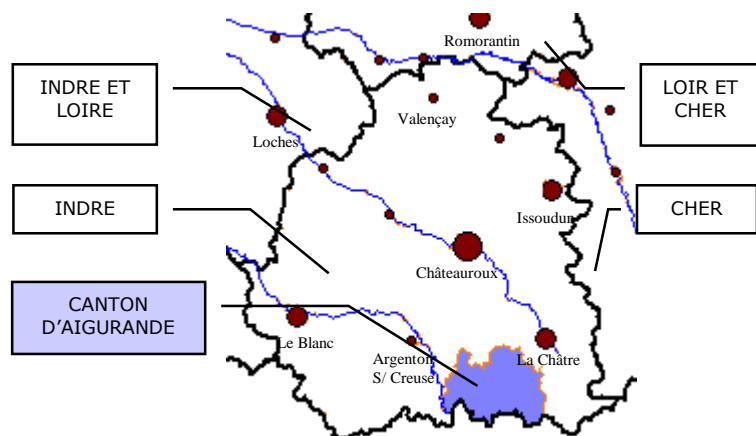 Romorantin
INDRE ET
LOIRE
LOIR ET
CHER
Valençay
Loches
INDRE
Issoudun
CHER
Châteauroux
CANTON
D'AIGURANDE
Le Blanc
Argenton
S/ Creuse
La Châtre